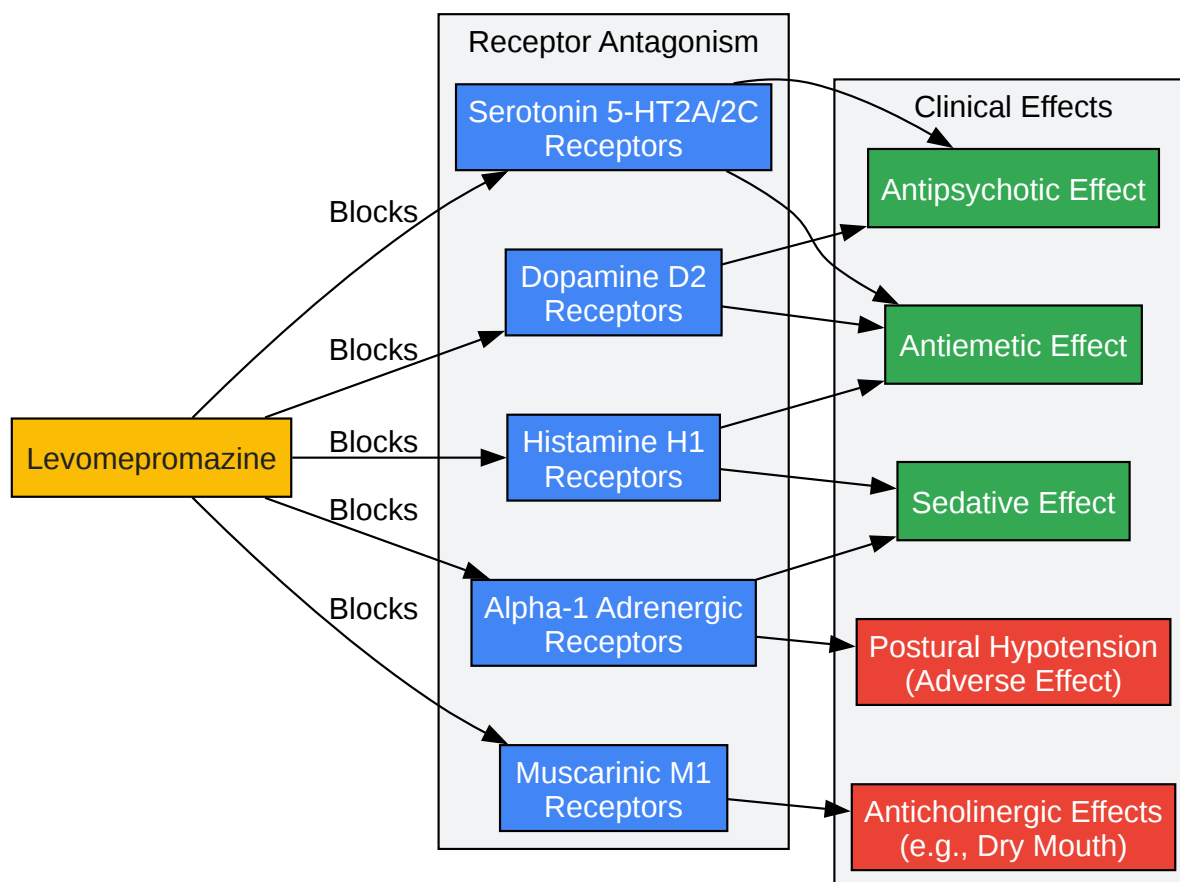 Receptor Antagonism
Clinical Effects
Serotonin 5-HT2A/2C
Receptors
Antipsychotic Effect
Blocks
Dopamine D2
Receptors
Antiemetic Effect
Blocks
Levomepromazine
Blocks
Histamine H1
Receptors
Sedative Effect
Blocks
Alpha-1 Adrenergic
Receptors
Blocks
Postural Hypotension
(Adverse Effect)
Muscarinic M1
Receptors
Anticholinergic Effects
(e.g., Dry Mouth)